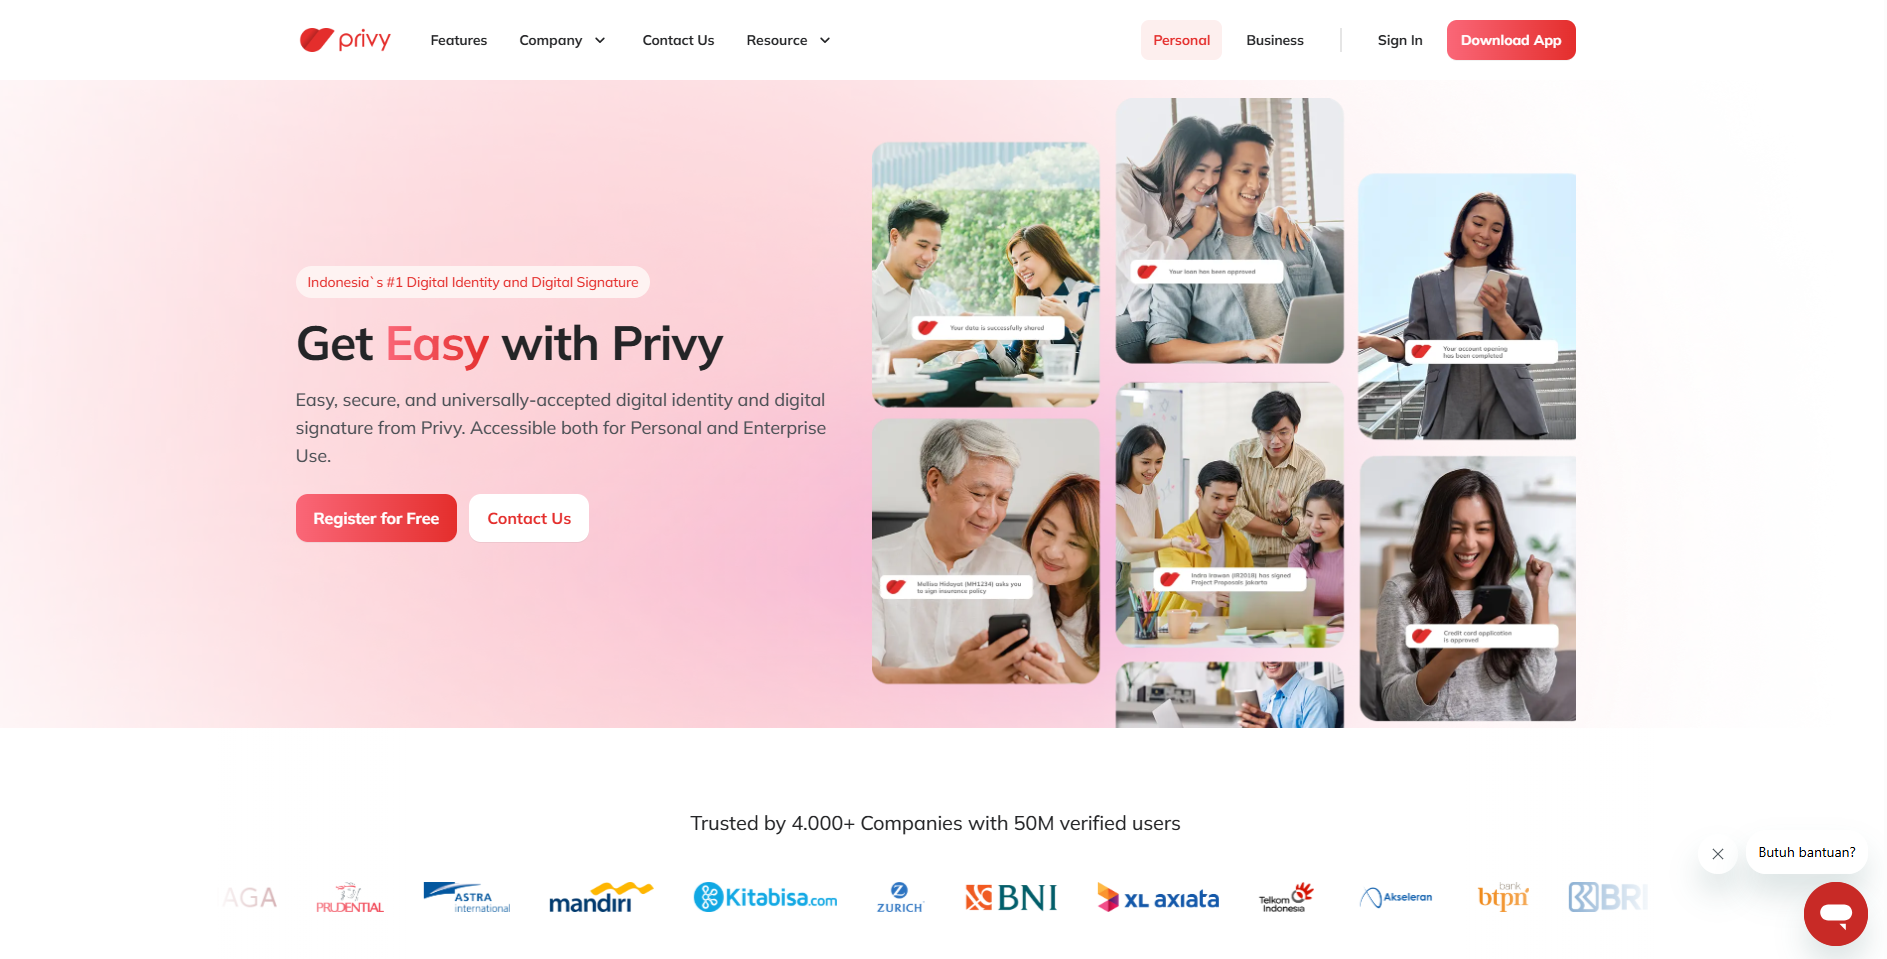 privy
Features
Company
Contact Us
Resource
Personal
Business
Sign In
Download App
Indonesia`s #1 Digital Identity and Digital Signature
Get Easy with Privy
Easy, secure, and universally-accepted digital identity and digital
signature from Privy. Accessible both for Personal and Enterprise
Use.
Register for Free
Contact Us
Your data is successfully shared
Your loan has been approved
Your account opening
has been completed
Mellisa Hidayat (MH1234) asks you
to sign insurance policy
Indra Irawan (IR2018) has signed
Project Proposals Jakarta
Credit card application
is approved
Trusted by 4.000+ Companies with 50M verified users
AGA
PRUDENTIAL
ASTRA
international
mandiri
Kitabisa.com
ZURICH
BNI
XL axiata
Telkom
Indonesia
Akseleran
bank
btpn
BRI
Butuh bantuan?